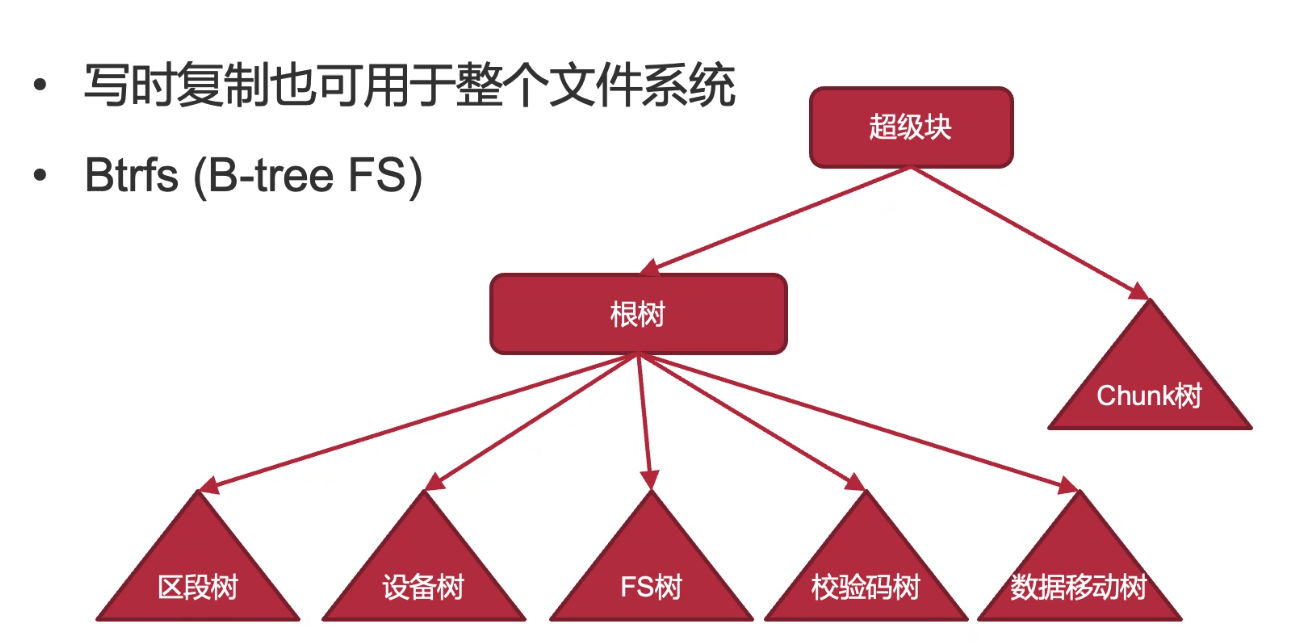 • 写时复制也可用于整个文件系统
• Btrfs (B-tree FS)
超级块
根树
Chunk树
区段树
设备树
FS树
校验码树
数据移动树